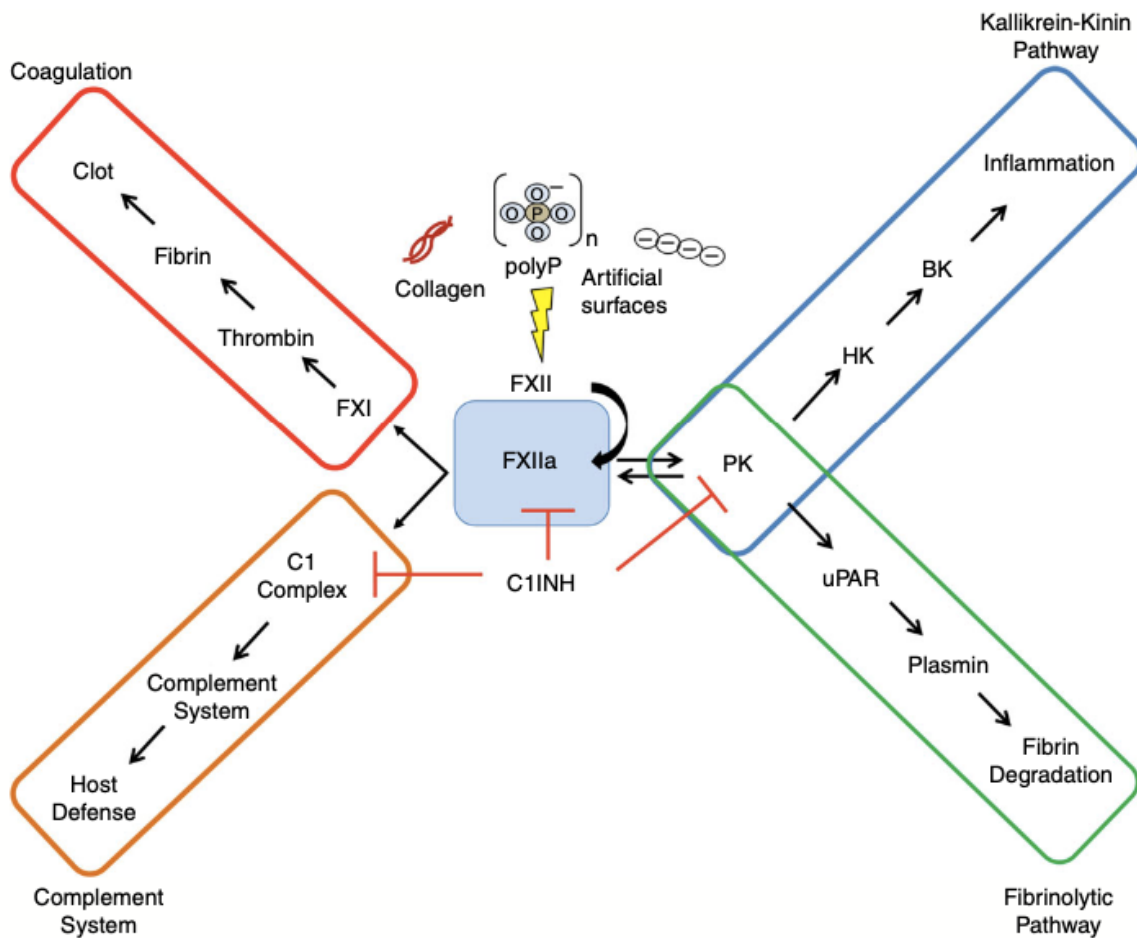 Kallikrein-Kinin
Pathway
Coagulation
Clot
Fibrin
Thrombin
FXI
Collagen
O
O P O
O
−
n
polyP
Artificial
surfaces
− − − −
FXII
FXIIa
C1INH
PK
HK
BK
Inflammation
uPAR
Plasmin
Fibrin
Degradation
Fibrinolytic
Pathway
C1
Complex
Complement
System
Host
Defense
Complement
System